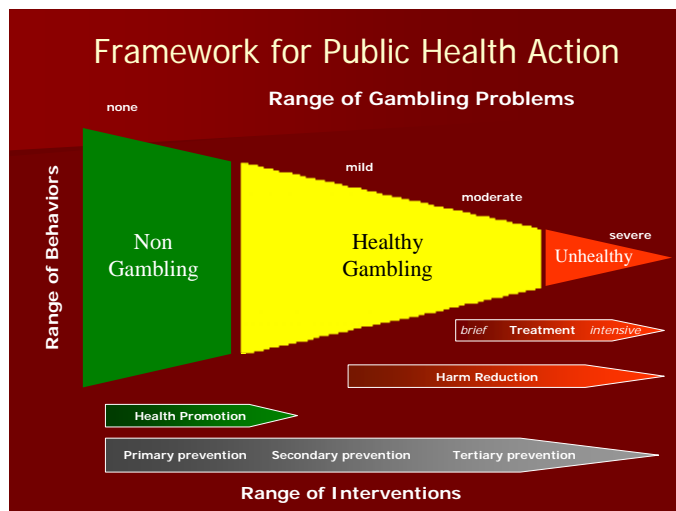 Framework for Public Health Action
Range of Gambling Problems
none
mild
moderate
severe
Range of Behaviors
Non
Gambling
Healthy
Gambling
Unhealthy
brief Treatment intensive
Harm Reduction
Health Promotion
Primary prevention Secondary prevention Tertiary prevention
Range of Interventions